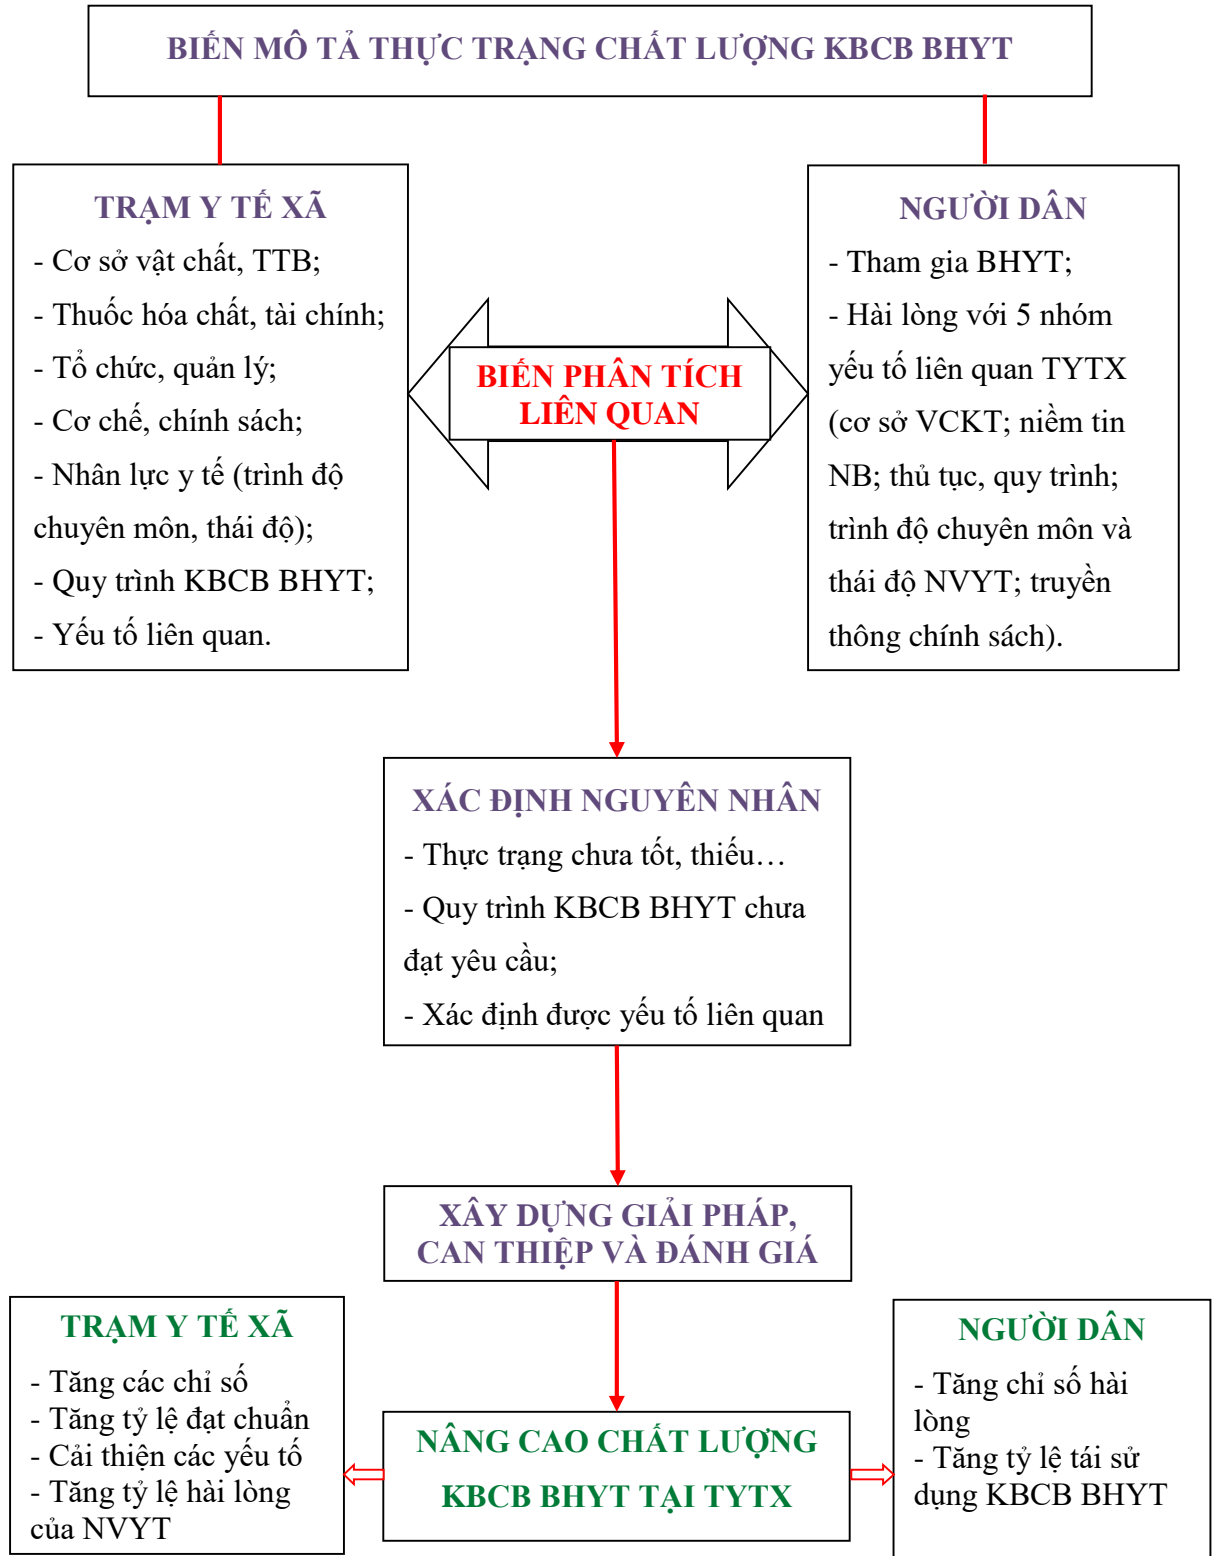 BIẾN MÔ TẢ THỰC TRẠNG CHẤT LƯỢNG KBCB BHYT
TRẠM Y TẾ XÃ
- Cơ sở vật chất, TTB;
- Thuốc hóa chất, tài chính;
- Tổ chức, quản lý;
- Cơ chế, chính sách;
- Nhân lực y tế (trình độ
chuyên môn, thái độ);
- Quy trình KBCB BHYT;
- Yếu tố liên quan.
BIẾN PHÂN TÍCH
LIÊN QUAN
NGƯỜI DÂN
- Tham gia BHYT;
- Hài lòng với 5 nhóm
yếu tố liên quan TYTX
(cơ sở VCKT; niềm tin
NB; thủ tục, quy trình;
trình độ chuyên môn và
thái độ NVYT; truyền
thông chính sách).
XÁC ĐỊNH NGUYÊN NHÂN
- Thực trạng chưa tốt, thiếu…
- Quy trình KBCB BHYT chưa
đạt yêu cầu;
- Xác định được yếu tố liên quan
XÂY DỰNG GIẢI PHÁP,
CAN THIỆP VÀ ĐÁNH GIÁ
TRẠM Y TẾ XÃ
- Tăng các chỉ số
- Tăng tỷ lệ đạt chuẩn
- Cải thiện các yếu tố
- Tăng tỷ lệ hài lòng
của NVYT
NÂNG CAO CHẤT LƯỢNG
KBCB BHYT TẠI TYTX
NGƯỜI DÂN
- Tăng chỉ số hài
lòng
- Tăng tỷ lệ tái sử
dụng KBCB BHYT